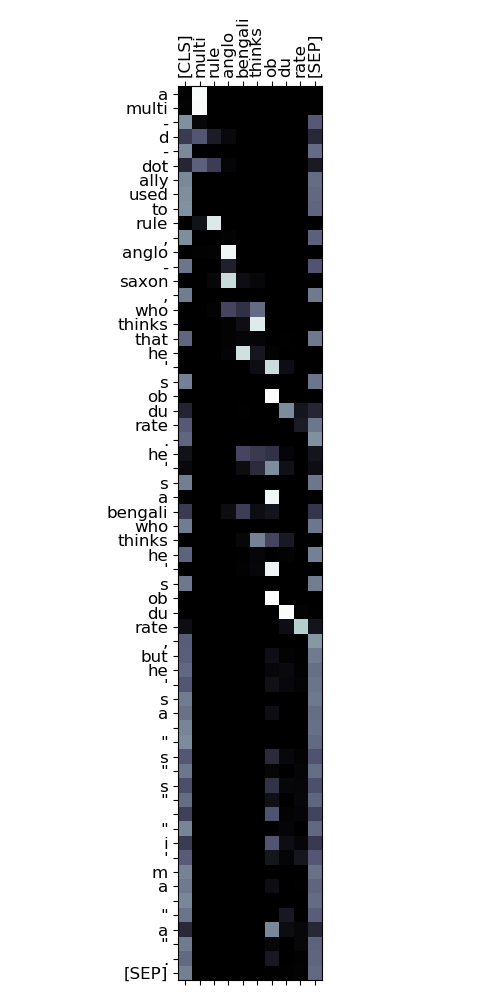 [CLS]
multi
rule
anglo
bengali
thinks
ob
du
rate
[SEP]
a
multi
-
d
-
dot
ally
used
to
rule
,
anglo
-
saxon
,
who
thinks
that
he
'
s
ob
du
rate
.
he
'
s
a
bengali
who
thinks
he
'
s
ob
du
rate
,
but
he
'
s
a
"
s
"
s
"
"
i
'
m
a
"
a
"
.
[SEP]